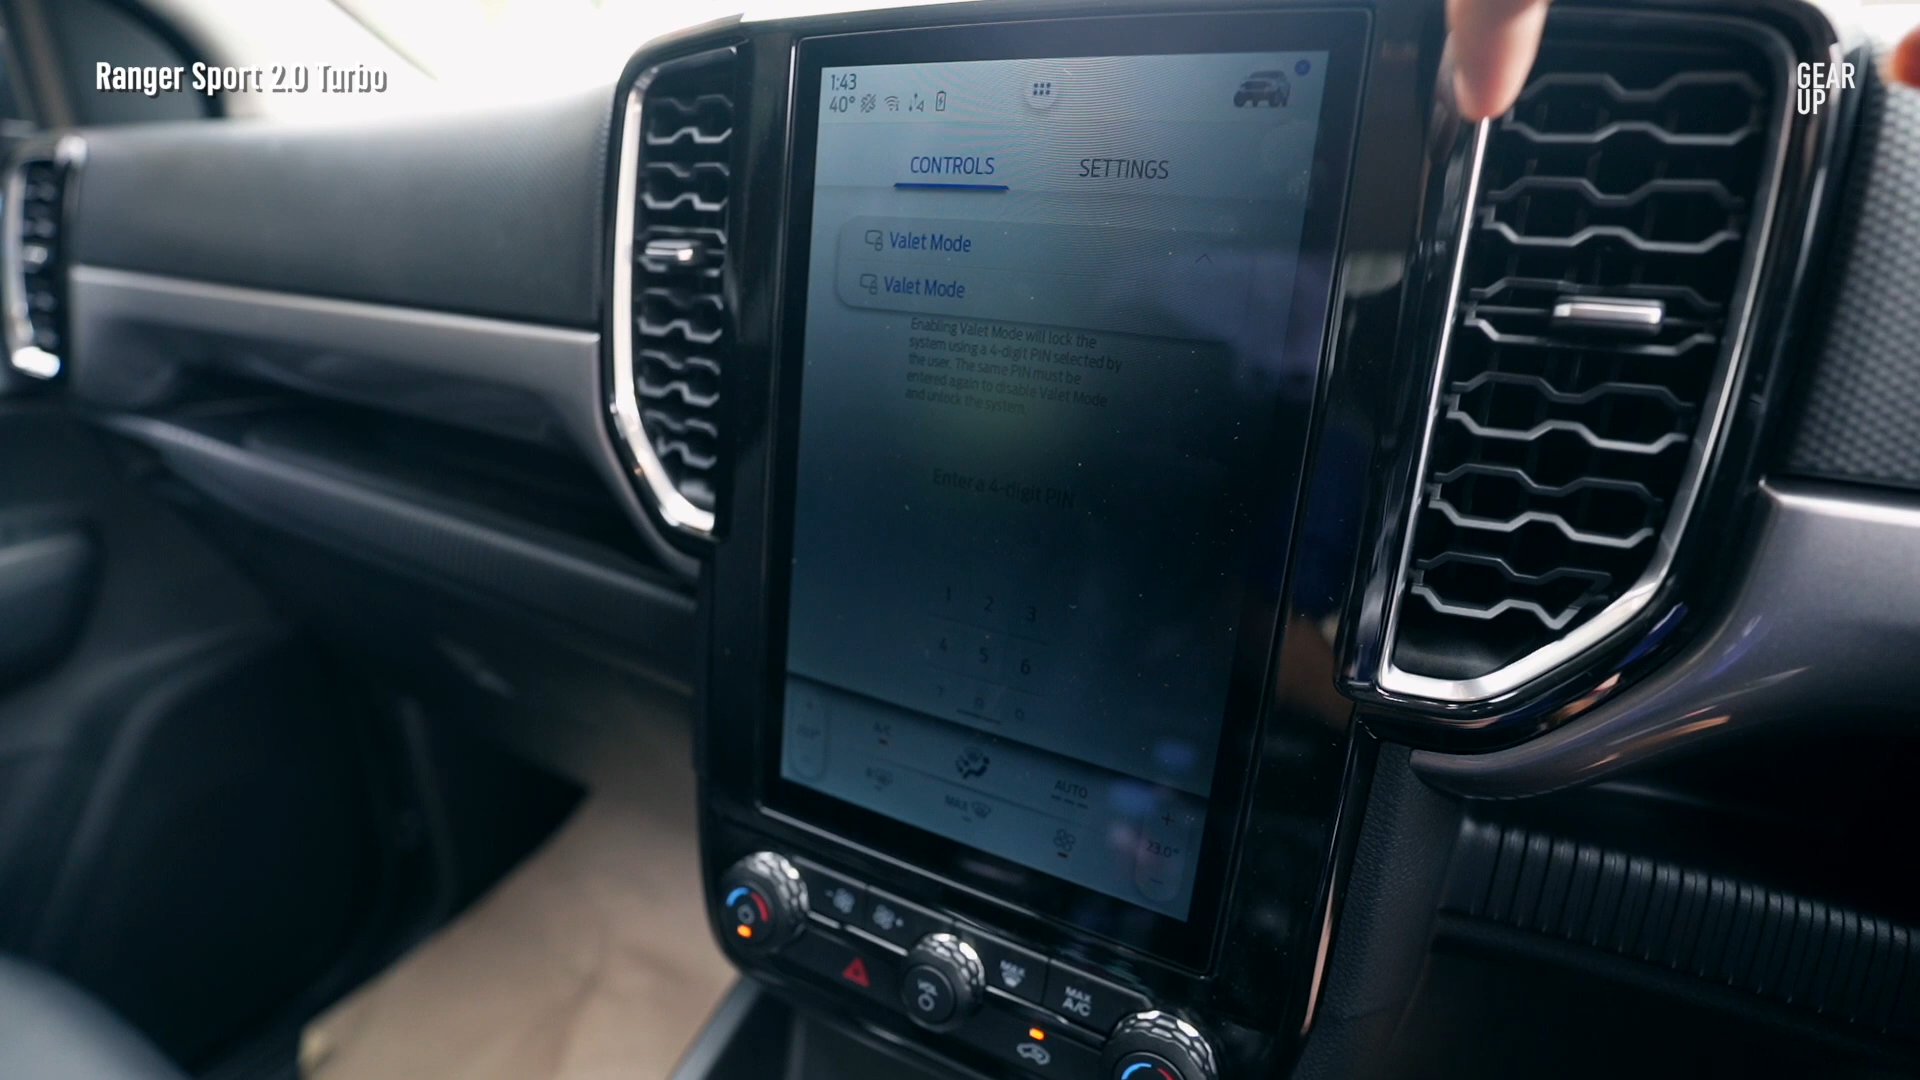 Ranger Sport 2.0 Turbo
GEAR
UP
1:43
40°
CONTROLS
SETTINGS
Valet Mode
Valet Mode
Enabling Valet Mode will lock the
system using a 4-digit PIN selected by
the user. The same PIN must be
entered again to disable Valet Mode
and unlock the system.
Enter a 4-digit PIN
1 2 3
4 5 6
7 8
A/C
AUTO
MAX
23.0°
VOL
MAX
MAX
A/C